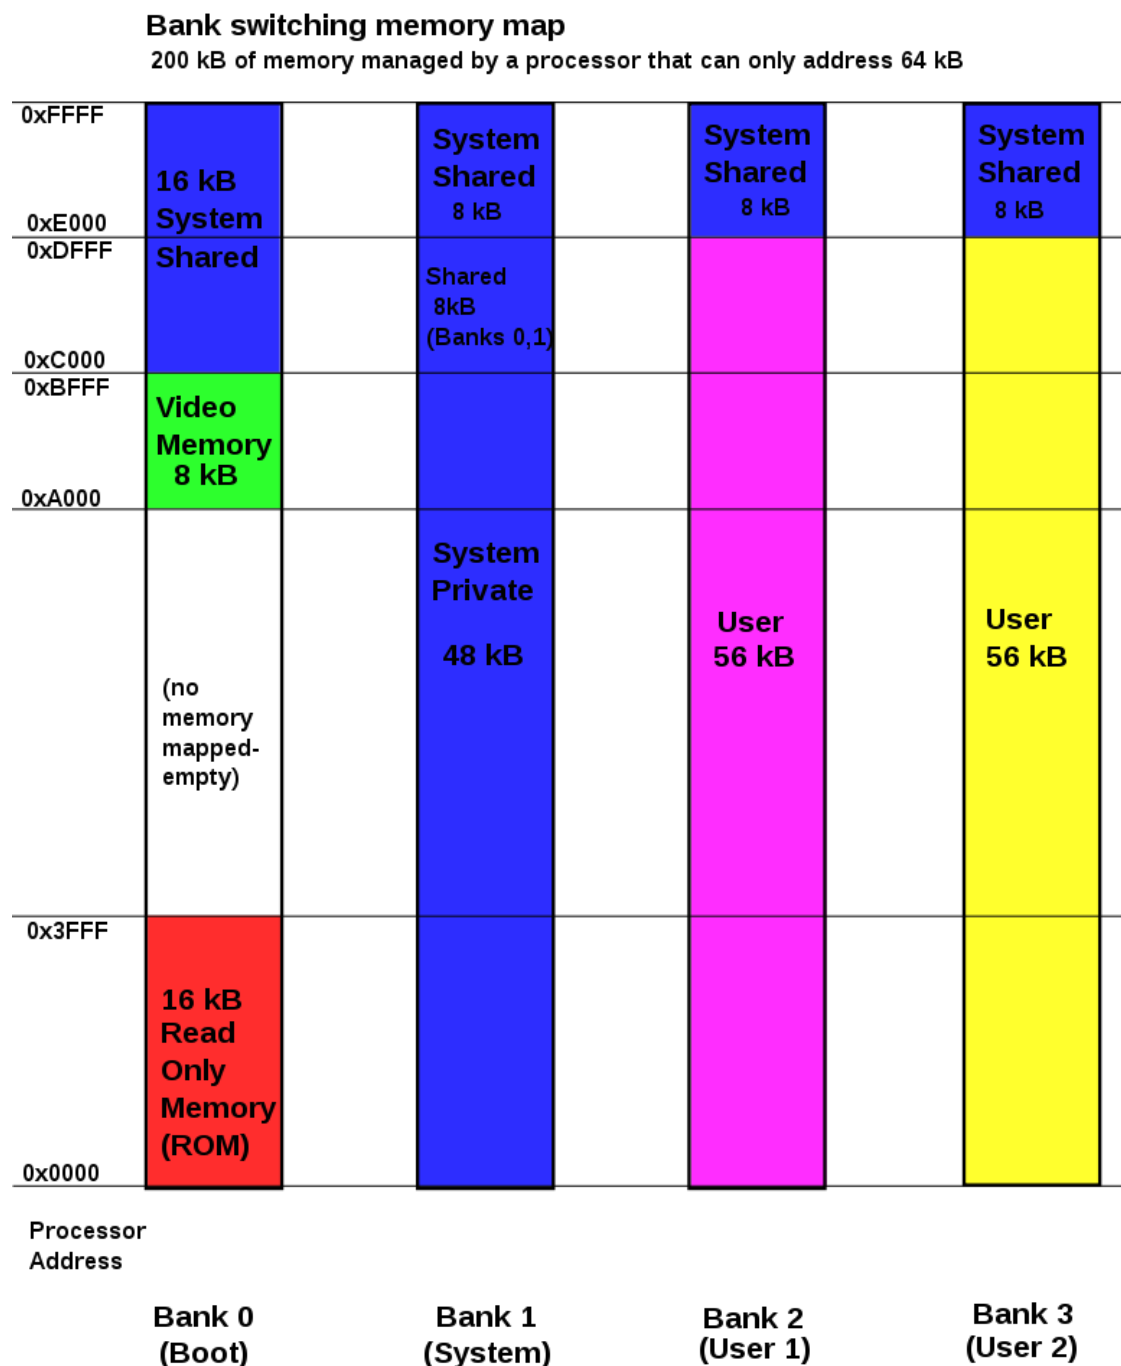 Bank switching memory map
200 kB of memory managed by a processor that can only address 64 kB
0xFFFF
0xE000
0xDFFF
0xC000
0xBFFF
0xA000
0x3FFF
0x0000
Processor
Address
16 kB
System
Shared
Video
Memory
8 kB
(no
memory
mapped-
empty)
16 kB
Read
Only
Memory
(ROM)
Bank 0
(Boot)
System
Shared
8 kB
Shared
8kB
(Banks 0,1)
System
Private
48 kB
Bank 1
(System)
System
Shared
8 kB
User
56 kB
Bank 2
(User 1)
System
Shared
8 kB
User
56 kB
Bank 3
(User 2)